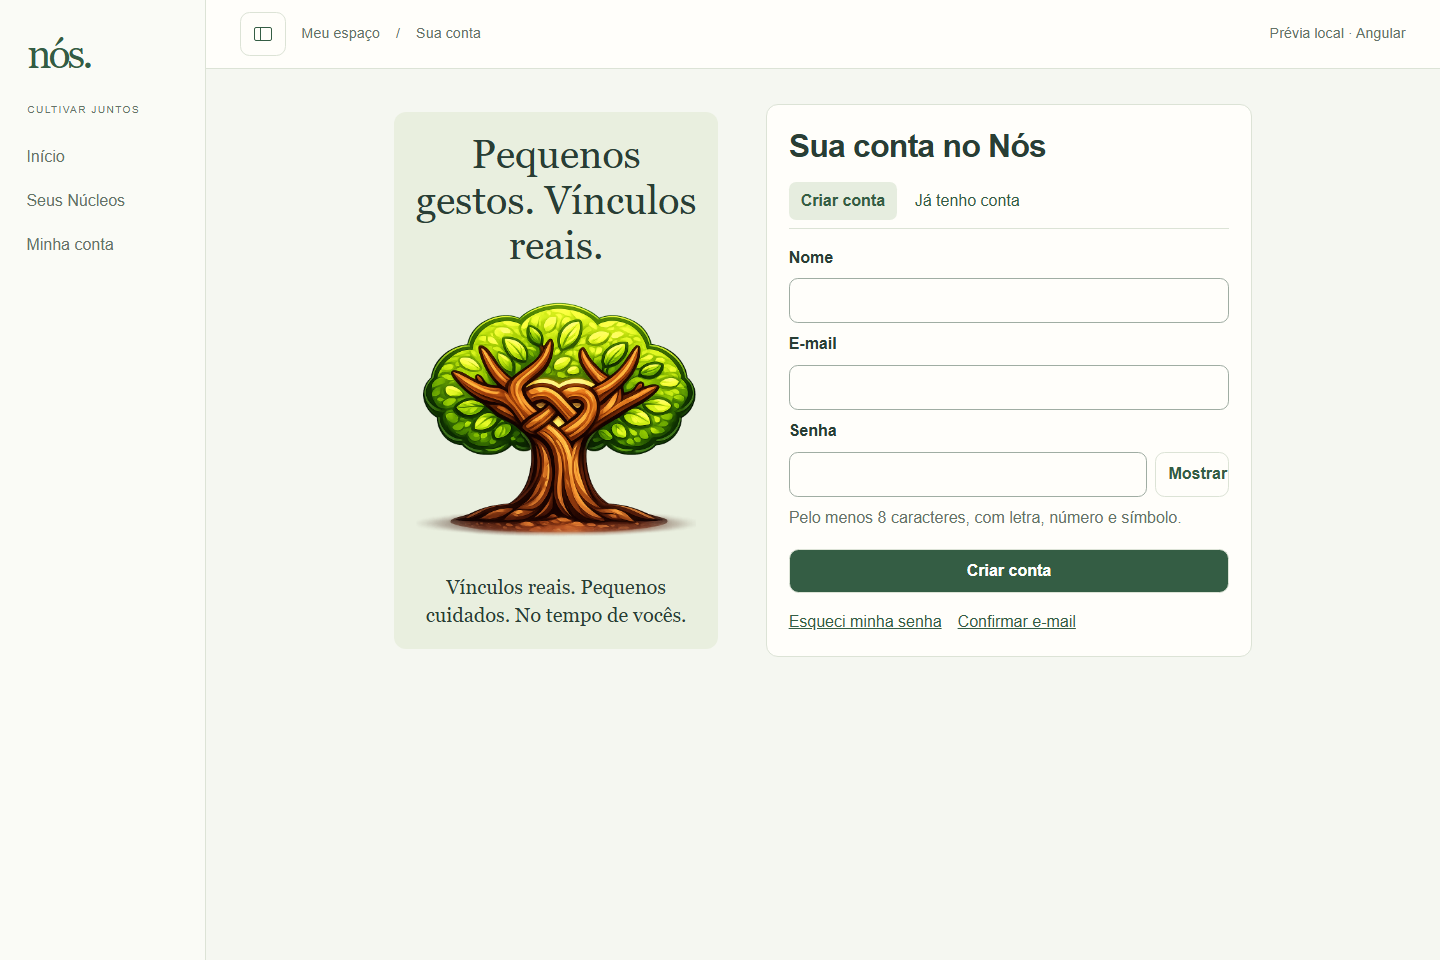 nós.
CULTIVAR JUNTOS
Início
Seus Núcleos
Minha conta
Meu espaço / Sua conta
Prévia local · Angular
Pequenos
gestos. Vínculos
reais.
Vínculos reais. Pequenos
cuidados. No tempo de vocês.
Sua conta no Nós
Criar conta
Já tenho conta
Nome
E-mail
Senha
Mostrar
Pelo menos 8 caracteres, com letra, número e símbolo.
Criar conta
Esqueci minha senha
Confirmar e-mail